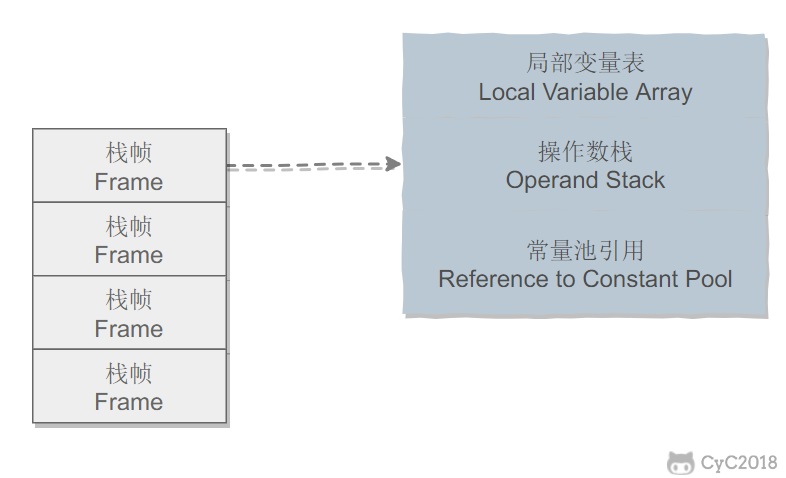 栈帧
Frame
栈帧
Frame
栈帧
Frame
栈帧
Frame
局部变量表
Local Variable Array
操作数栈
Operand Stack
常量池引用
Reference to Constant Pool
CyC2018